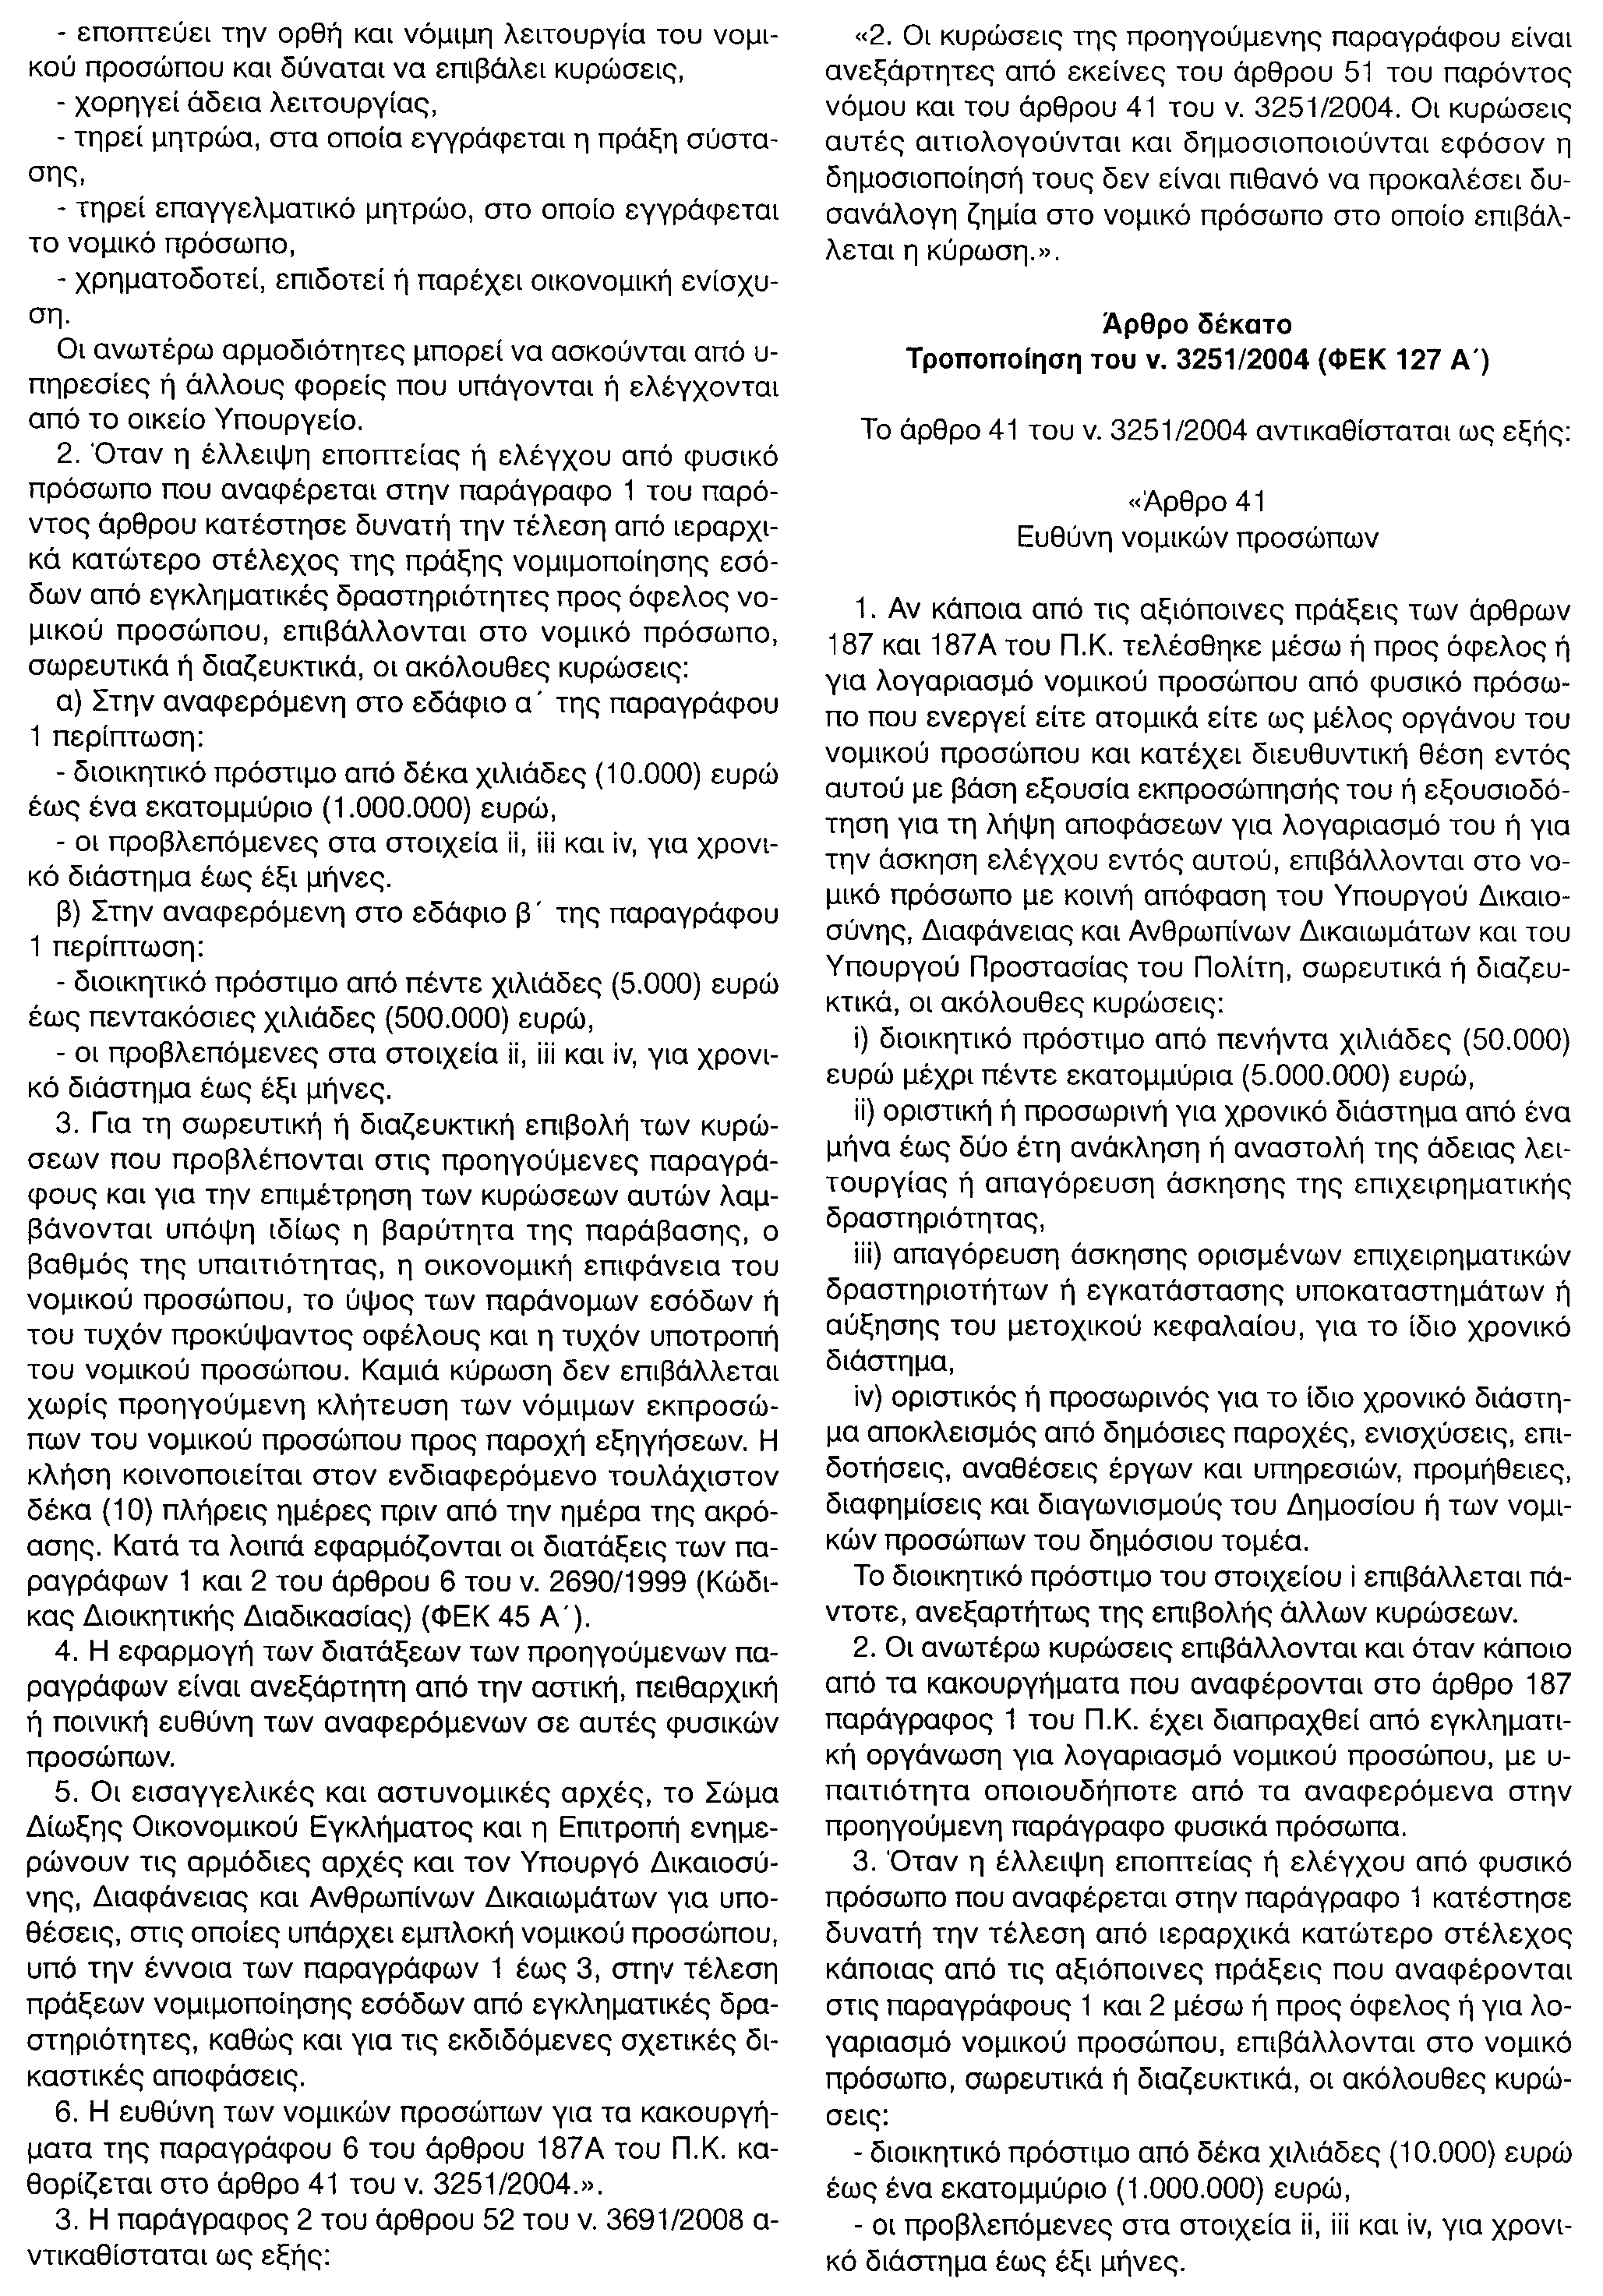 - εποπτεύει την ορθή και νόμιμη λειτουργία του νομι-
κού προσώπου και δύναται να επιβάλει κυρώσεις,
- χορηγεί άδεια λειτουργίας,
- τηρεί μητρώα, στα οποία εγγράφεται η πράξη σύστα-
σης,
- τηρεί επαγγελματικό μητρώο, στο οποίο εγγράφεται
το νομικό πρόσωπο,
- χρηματοδοτεί, επιδοτεί ή παρέχει οικονομική ενίσχυ-
ση.
Οι ανωτέρω αρμοδιότητες μπορεί να ασκούνται από υ-
πηρεσίες ή άλλους φορείς που υπάγονται ή ελέγχονται
από το οικείο Υπουργείο.
2. Όταν η έλλειψη εποπτείας ή ελέγχου από φυσικό
πρόσωπο που αναφέρεται στην παράγραφο 1 του παρό-
ντος άρθρου κατέστησε δυνατή την τέλεση από ιεραρχι-
κά κατώτερο στέλεχος της πράξης νομιμοποίησης εσό-
δων από εγκληματικές δραστηριότητες προς όφελος νο-
μικού προσώπου, επιβάλλονται στο νομικό πρόσωπο,
σωρευτικά ή διαζευκτικά, οι ακόλουθες κυρώσεις:
α) Στην αναφερόμενη στο εδάφιο α΄ της παραγράφου
1 περίπτωση:
- διοικητικό πρόστιμο από δέκα χιλιάδες (10.000) ευρώ
έως ένα εκατομμύριο (1.000.000) ευρώ,
- οι προβλεπόμενες στα στοιχεία ii, iii και iv, για χρονι-
κό διάστημα έως έξι μήνες.
β) Στην αναφερόμενη στο εδάφιο β΄ της παραγράφου
1 περίπτωση:
- διοικητικό πρόστιμο από πέντε χιλιάδες (5.000) ευρώ
έως πεντακόσιες χιλιάδες (500.000) ευρώ,
- οι προβλεπόμενες στα στοιχεία ii, iii και iv, για χρονι-
κό διάστημα έως έξι μήνες.
3. Για τη σωρευτική ή διαζευκτική επιβολή των κυρώ-
σεων που προβλέπονται στις προηγούμενες παραγρά-
φους και για την επιμέτρηση των κυρώσεων αυτών λαμ-
βάνονται υπόψη ιδίως η βαρύτητα της παράβασης, ο
βαθμός της υπαιτιότητας, η οικονομική επιφάνεια του
νομικού προσώπου, το ύψος των παράνομων εσόδων ή
του τυχόν προκύψαντος οφέλους και η τυχόν υποτροπή
του νομικού προσώπου. Καμιά κύρωση δεν επιβάλλεται
χωρίς προηγούμενη κλήτευση των νόμιμων εκπροσώ-
πων του νομικού προσώπου προς παροχή εξηγήσεων. Η
κλήση κοινοποιείται στον ενδιαφερόμενο τουλάχιστον
δέκα (10) πλήρεις ημέρες πριν από την ημέρα της ακρό-
ασης. Κατά τα λοιπά εφαρμόζονται οι διατάξεις των πα-
ραγράφων 1 και 2 του άρθρου 6 του ν. 2690/1999 (Κώδι-
κας Διοικητικής Διαδικασίας) (ΦΕΚ 45 Α΄).
4. Η εφαρμογή των διατάξεων των προηγούμενων πα-
ραγράφων είναι ανεξάρτητη από την αστική, πειθαρχική
ή ποινική ευθύνη των αναφερόμενων σε αυτές φυσικών
προσώπων.
5. Οι εισαγγελικές και αστυνομικές αρχές, το Σώμα
Δίωξης Οικονομικού Εγκλήματος και η Επιτροπή ενημε-
ρώνουν τις αρμόδιες αρχές και τον Υπουργό Δικαιοσύ-
νης, Διαφάνειας και Ανθρωπίνων Δικαιωμάτων για υπο-
θέσεις, στις οποίες υπάρχει εμπλοκή νομικού προσώπου,
υπό την έννοια των παραγράφων 1 έως 3, στην τέλεση
πράξεων νομιμοποίησης εσόδων από εγκληματικές δρα-
στηριότητες, καθώς και για τις εκδιδόμενες σχετικές δι-
καστικές αποφάσεις.
6. Η ευθύνη των νομικών προσώπων για τα κακουργή-
ματα της παραγράφου 6 του άρθρου 187Α του Π.Κ. κα-
θορίζεται στο άρθρο 41 του ν. 3251/2004.».
3. Η παράγραφος 2 του άρθρου 52 του ν. 3691/2008 α-
ντικαθίσταται ως εξής:
«2. Οι κυρώσεις της προηγούμενης παραγράφου είναι
ανεξάρτητες από εκείνες του άρθρου 51 του παρόντος
νόμου και του άρθρου 41 του ν. 3251/2004. Οι κυρώσεις
αυτές αιτιολογούνται και δημοσιοποιούνται εφόσον η
δημοσιοποίησή τους δεν είναι πιθανό να προκαλέσει δυ-
σανάλογη ζημία στο νομικό πρόσωπο στο οποίο επιβάλ-
λεται η κύρωση.».
Άρθρο δέκατο
Τροποποίηση του ν. 3251/2004 (ΦΕΚ 127 Α΄)
Το άρθρο 41 του ν. 3251/2004 αντικαθίσταται ως εξής:
«Άρθρο 41
Ευθύνη νομικών προσώπων
1. Αν κάποια από τις αξιόποινες πράξεις των άρθρων
187 και 187Α του Π.Κ. τελέσθηκε μέσω ή προς όφελος ή
για λογαριασμό νομικού προσώπου από φυσικό πρόσω-
πο που ενεργεί είτε ατομικά είτε ως μέλος οργάνου του
νομικού προσώπου και κατέχει διευθυντική θέση εντός
αυτού με βάση εξουσία εκπροσώπησής του ή εξουσιοδό-
τηση για τη λήψη αποφάσεων για λογαριασμό του ή για
την άσκηση ελέγχου εντός αυτού, επιβάλλονται στο νο-
μικό πρόσωπο με κοινή απόφαση του Υπουργού Δικαιο-
σύνης, Διαφάνειας και Ανθρωπίνων Δικαιωμάτων και του
Υπουργού Προστασίας του Πολίτη, σωρευτικά ή διαζευ-
κτικά, οι ακόλουθες κυρώσεις:
i) διοικητικό πρόστιμο από πενήντα χιλιάδες (50.000)
ευρώ μέχρι πέντε εκατομμύρια (5.000.000) ευρώ,
ii) οριστική ή προσωρινή για χρονικό διάστημα από ένα
μήνα έως δύο έτη ανάκληση ή αναστολή της άδειας λει-
τουργίας ή απαγόρευση άσκησης της επιχειρηματικής
δραστηριότητας,
iii) απαγόρευση άσκησης ορισμένων επιχειρηματικών
δραστηριοτήτων ή εγκατάστασης υποκαταστημάτων ή
αύξησης του μετοχικού κεφαλαίου, για το ίδιο χρονικό
διάστημα,
iv) οριστικός ή προσωρινός για το ίδιο χρονικό διάστη-
μα αποκλεισμός από δημόσιες παροχές, ενισχύσεις, επι-
δοτήσεις, αναθέσεις έργων και υπηρεσιών, προμήθειες,
διαφημίσεις και διαγωνισμούς του Δημοσίου ή των νομι-
κών προσώπων του δημόσιου τομέα.
Το διοικητικό πρόστιμο του στοιχείου i επιβάλλεται πά-
ντοτε, ανεξαρτήτως της επιβολής άλλων κυρώσεων.
2. Οι ανωτέρω κυρώσεις επιβάλλονται και όταν κάποιο
από τα κακουργήματα που αναφέρονται στο άρθρο 187
παράγραφος 1 του Π.Κ. έχει διαπραχθεί από εγκληματι-
κή οργάνωση για λογαριασμό νομικού προσώπου, με υ-
παιτιότητα οποιουδήποτε από τα αναφερόμενα στην
προηγούμενη παράγραφο φυσικά πρόσωπα.
3. Όταν η έλλειψη εποπτείας ή ελέγχου από φυσικό
πρόσωπο που αναφέρεται στην παράγραφο 1 κατέστησε
δυνατή την τέλεση από ιεραρχικά κατώτερο στέλεχος
κάποιας από τις αξιόποινες πράξεις που αναφέρονται
στις παραγράφους 1 και 2 μέσω ή προς όφελος ή για λο-
γαριασμό νομικού προσώπου, επιβάλλονται στο νομικό
πρόσωπο, σωρευτικά ή διαζευκτικά, οι ακόλουθες κυρώ-
σεις:
- διοικητικό πρόστιμο από δέκα χιλιάδες (10.000) ευρώ
έως ένα εκατομμύριο (1.000.000) ευρώ,
- οι προβλεπόμενες στα στοιχεία ii, iii και iv, για χρονι-
κό διάστημα έως έξι μήνες.